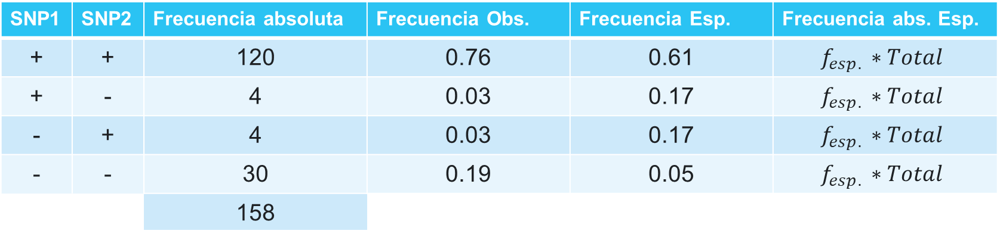 SNP1 SNP2 Frecuencia absoluta Frecuencia Obs. Frecuencia Esp. Frecuencia abs. Esp.
+ + 120 0.76 0.61 f_{esp.} * Total
+ - 4 0.03 0.17 f_{esp.} * Total
- + 4 0.03 0.17 f_{esp.} * Total
- - 30 0.19 0.05 f_{esp.} * Total
158